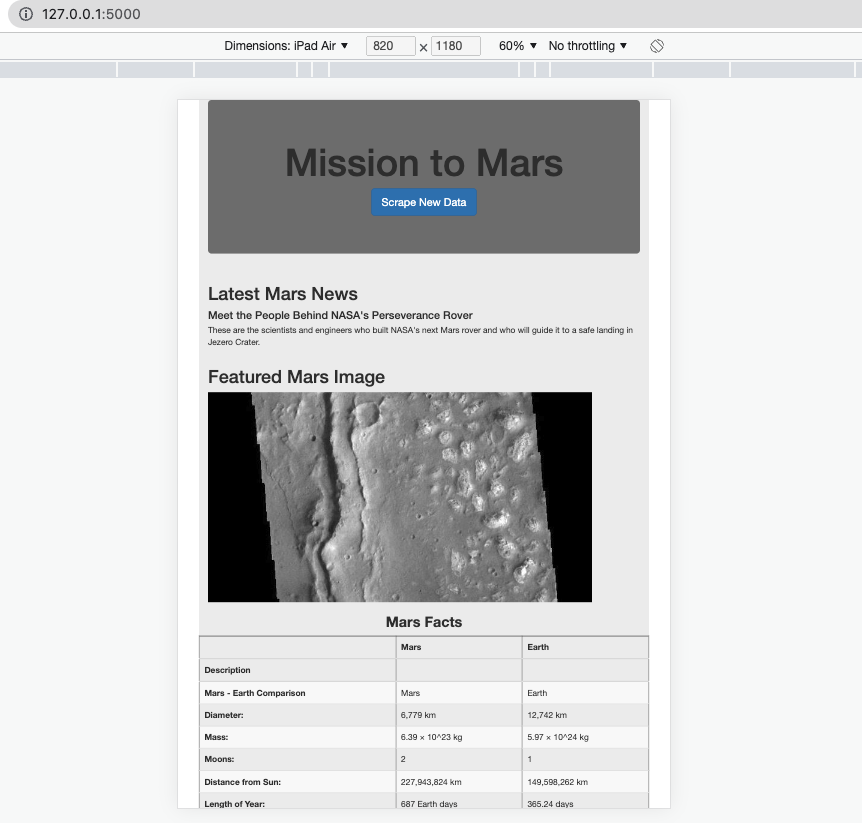 127.0.0.1:5000
Dimensions: iPad Air ▼ 820 × 1180 60% ▼ No throttling ▼
Mission to Mars
Scrape New Data
Latest Mars News
Meet the People Behind NASA's Perseverance Rover
These are the scientists and engineers who built NASA's next Mars rover and who will guide it to a safe landing in
Jezero Crater.
Featured Mars Image
Mars Facts
Mars Earth
Description
Mars - Earth Comparison Mars Earth
Diameter: 6,779 km 12,742 km
Mass: 6.39 × 10^23 kg 5.97 × 10^24 kg
Moons: 2 1
Distance from Sun: 227,943,824 km 149,598,262 km
Length of Year: 687 Earth days 365.24 days